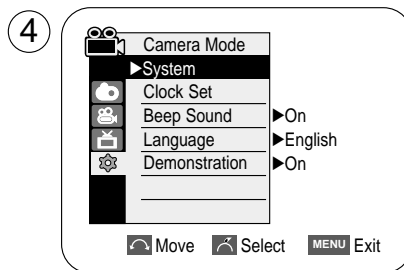 4
Camera Mode
▶System
Clock Set
Beep Sound ▶On
Language ▶English
Demonstration ▶On
Move Select MENU Exit